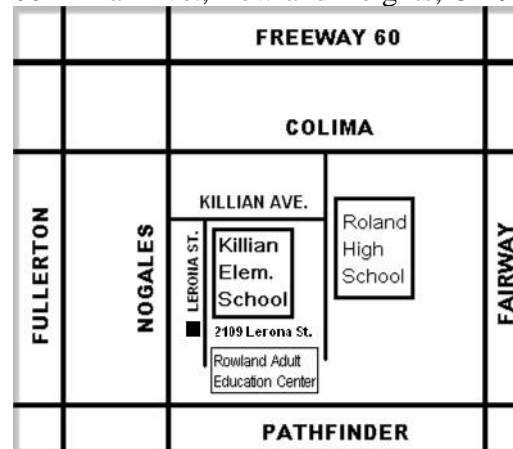 FREEWAY 60
COLIMA
KILLIAN AVE.
FULLERTON
NOGALES
LERONA ST.
Killian
Elem.
School
Roland
High
School
FAIRWAY
2109 Lerona St.
Rowland Adult
Education Center
PATHFINDER